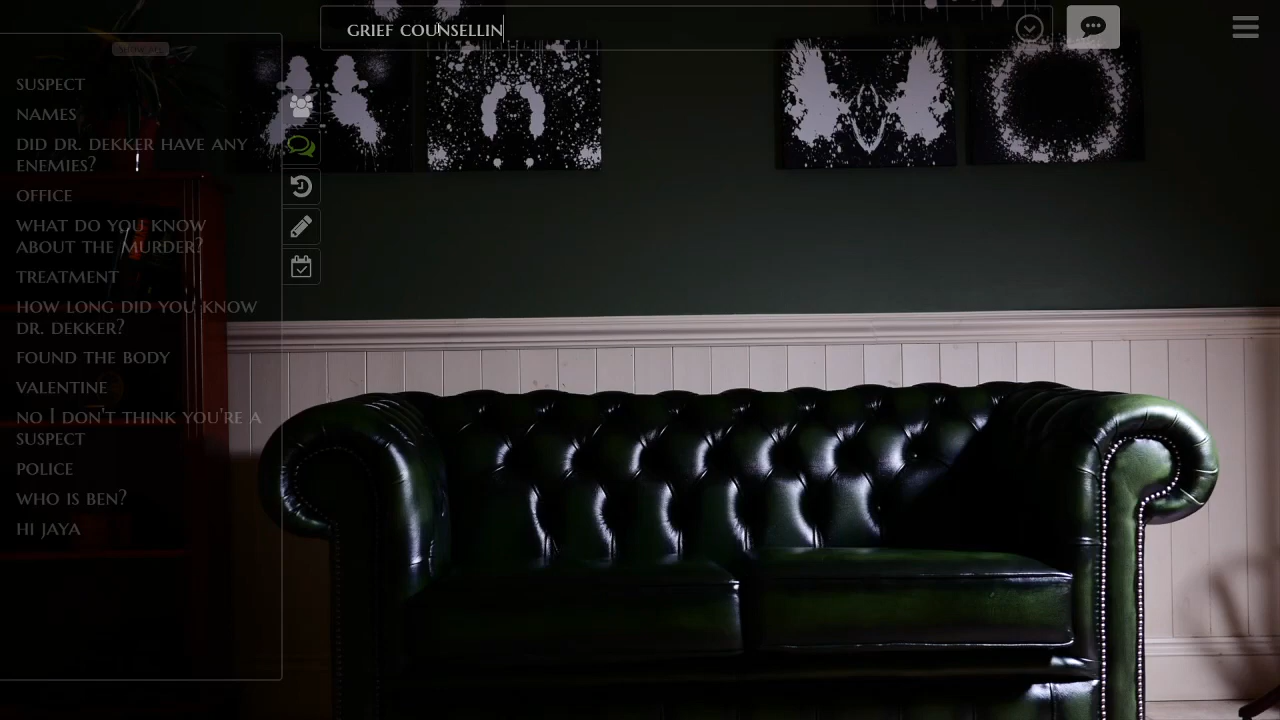 GRIEF COUNSELLIN
SHOW ALL
SUSPECT
NAMES
DID DR. DEKKER HAVE ANY
ENEMIES?
OFFICE
WHAT DO YOU KNOW
ABOUT THE MURDER?
TREATMENT
HOW LONG DID YOU KNOW
DR. DEKKER?
FOUND THE BODY
VALENTINE
NO I DON'T THINK YOU'RE A
SUSPECT
POLICE
WHO IS BEN?
HI JAYA